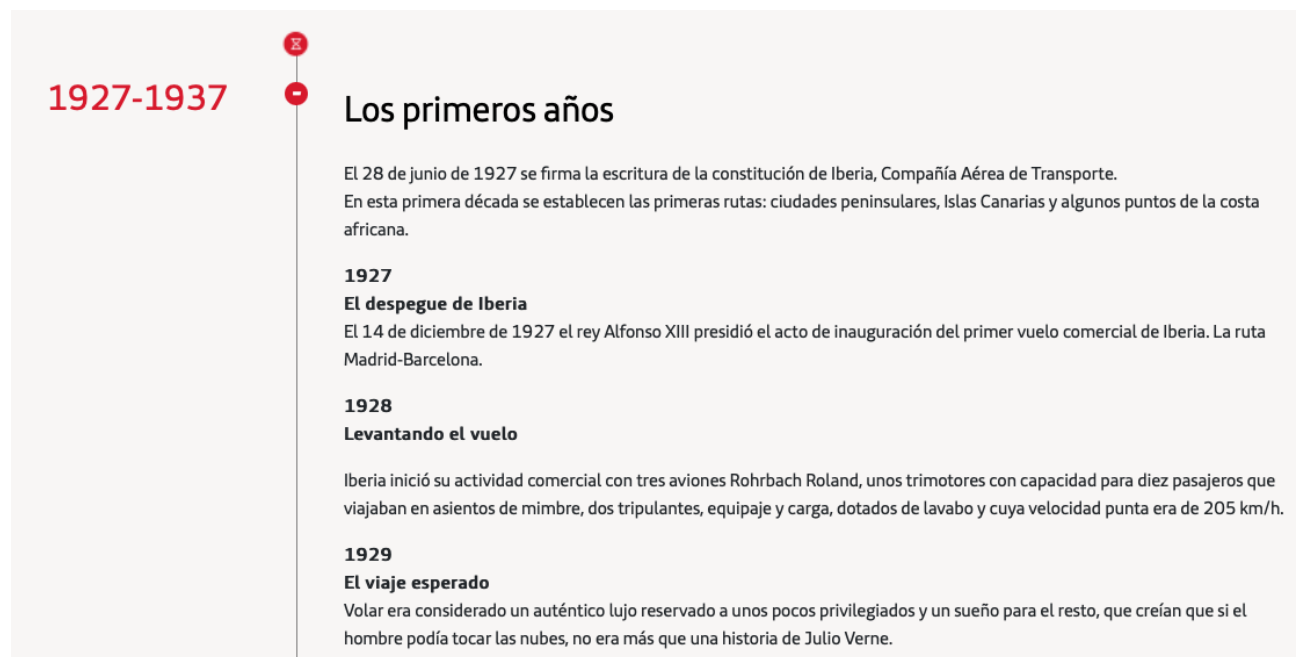 1927-1937
Los primeros años
El 28 de junio de 1927 se firma la escritura de la constitución de Iberia, Compañía Aérea de Transporte.
En esta primera década se establecen las primeras rutas: ciudades peninsulares, Islas Canarias y algunos puntos de la costa
africana.
1927
El despegue de Iberia
El 14 de diciembre de 1927 el rey Alfonso XIII presidió el acto de inauguración del primer vuelo comercial de Iberia. La ruta
Madrid-Barcelona.
1928
Levantando el vuelo
Iberia inició su actividad comercial con tres aviones Rohrbach Roland, unos trimotores con capacidad para diez pasajeros que
viajaban en asientos de mimbre, dos tripulantes, equipaje y carga, dotados de lavabo y cuya velocidad punta era de 205 km/h.
1929
El viaje esperado
Volar era considerado un auténtico lujo reservado a unos pocos privilegiados y un sueño para el resto, que creían que si el
hombre podía tocar las nubes, no era más que una historia de Julio Verne.